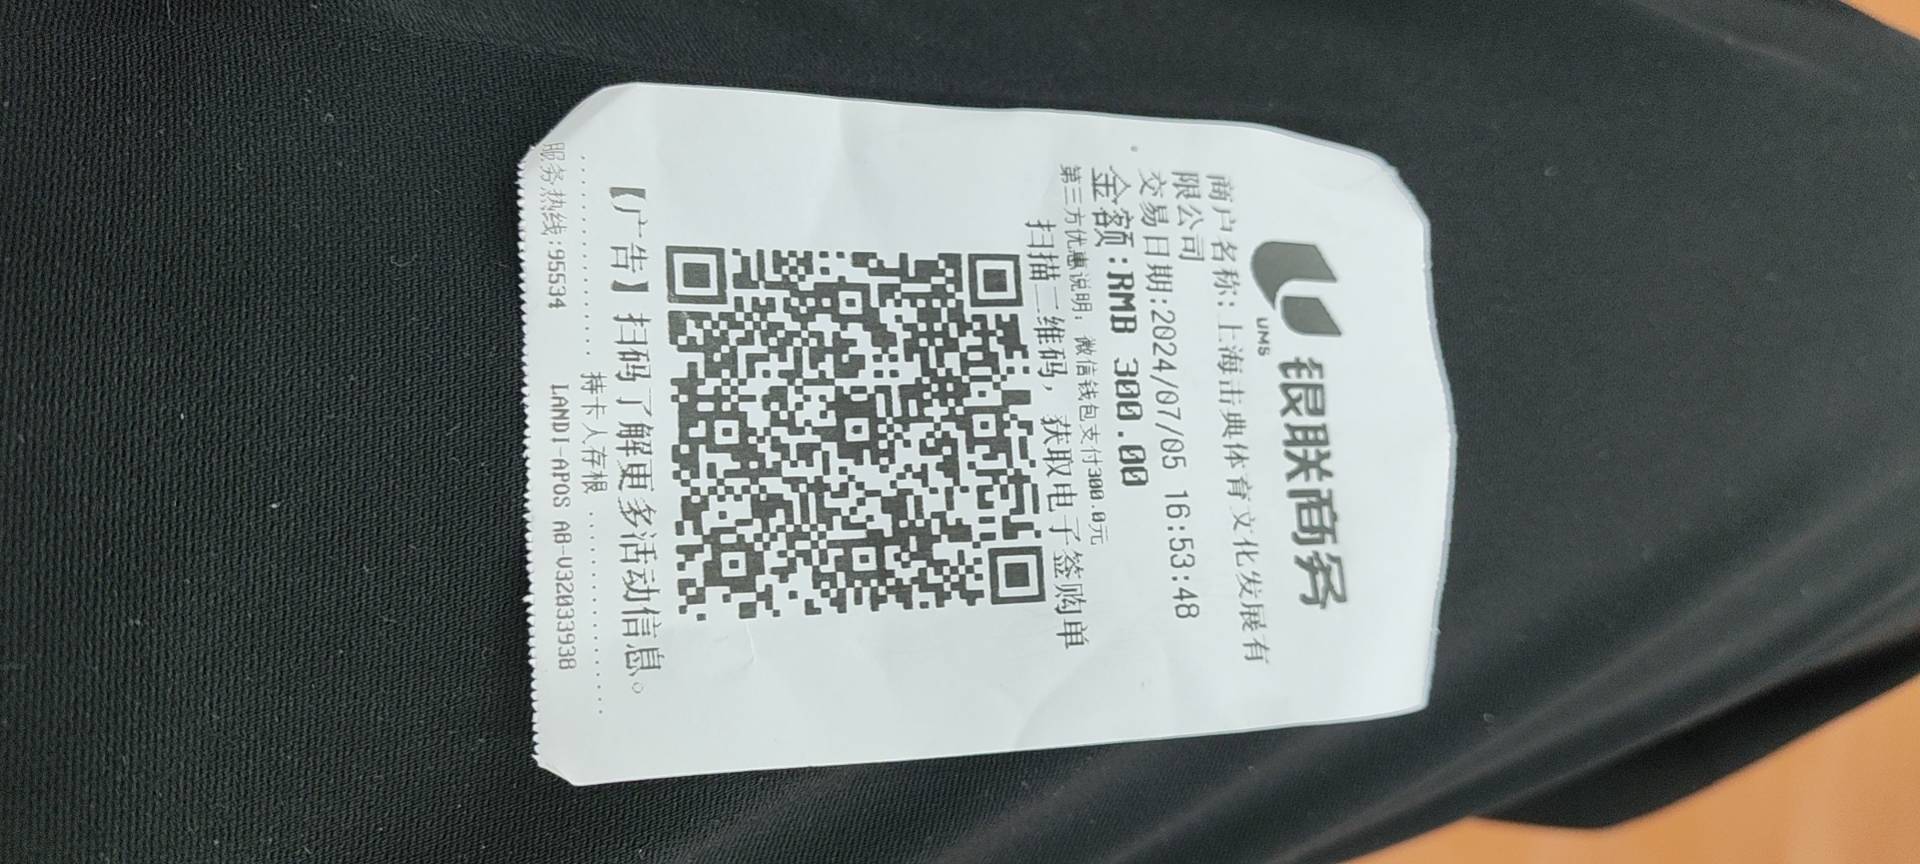 银联商务
UMS
商户名称:上海击典体育文化发展有
限公司
交易日期:2024/07/05 16:53:48
金额:RMB 300.00
第三方优惠说明: 微信钱包支付300.0元
扫描二维码, 获取电子签购单
【广告】扫码了解更多活动信息。
持卡人存根
服务热线:95534 LANDI-APOS A8-V32033938